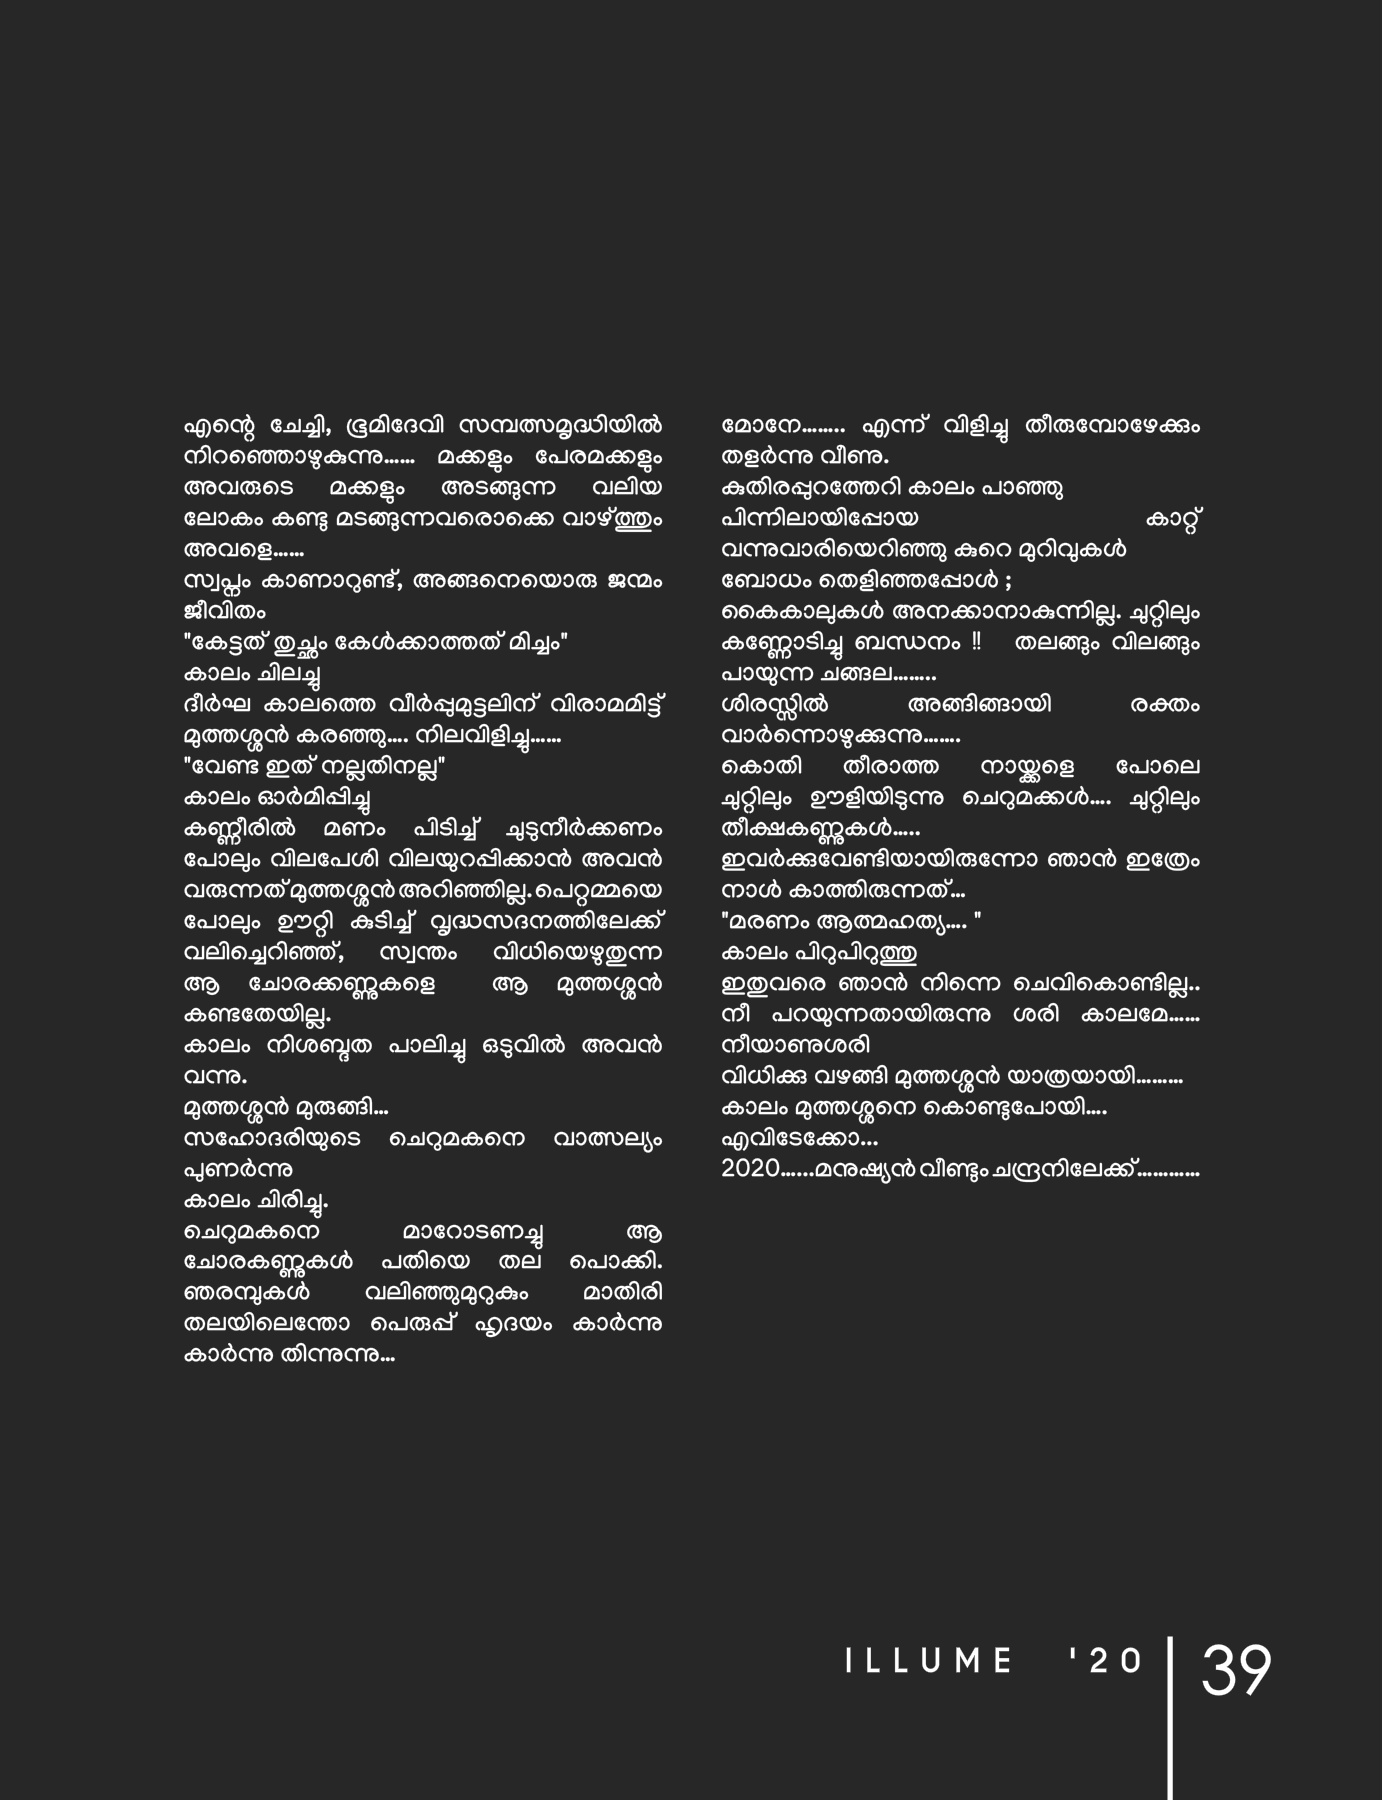 എന്റെ ചേച്ചി, ഭൂമിദേവി സമ്പത്സമൃദ്ധിയിൽ
നിറഞ്ഞൊഴുകുന്നു...... മക്കളും പേരമക്കളും
അവരുടെ മക്കളും അടങ്ങുന്ന വലിയ
ലോകം കണ്ടു മടങ്ങുന്നവരൊക്കെ വാഴ്ത്തും
അവളെ......
സ്വപ്നം കാണാറുണ്ട്, അങ്ങനെയൊരു ജന്മം
ജീവിതം
"കേട്ടത് തുച്ഛം കേൾക്കാത്തത് മിച്ചം"
കാലം ചിലച്ചു
ദീർഘ കാലത്തെ വീർപ്പുമുട്ടലിന് വിരാമമിട്ട്
മുത്തശ്ശൻ കരഞ്ഞു.... നിലവിളിച്ചു......
"വേണ്ട ഇത് നല്ലതിനല്ല"
കാലം ഓർമിപ്പിച്ചു
കണ്ണീരിൽ മണം പിടിച്ച് ചുടുനീർക്കണം
പോലും വിലപേശി വിലയുറപ്പിക്കാൻ അവൻ
വരുന്നത് മുത്തശ്ശൻ അറിഞ്ഞില്ല. പെറ്റമ്മയെ
പോലും ഊറ്റി കുടിച്ച് വൃദ്ധസദനത്തിലേക്ക്
വലിച്ചെറിഞ്ഞ്, സ്വന്തം വിധിയെഴുതുന്ന
ആ ചോരക്കണ്ണുകളെ ആ മുത്തശ്ശൻ
കണ്ടതേയില്ല.
കാലം നിശബ്ദത പാലിച്ചു ഒടുവിൽ അവൻ
വന്നു.
മുത്തശ്ശൻ മുരുങ്ങി...
സഹോദരിയുടെ ചെറുമകനെ വാത്സല്യം
പുണർന്നു
കാലം ചിരിച്ചു.
ചെറുമകനെ മാറോടണച്ചു ആ
ചോരകണ്ണുകൾ പതിയെ തല പൊക്കി.
ഞരമ്പുകൾ വലിഞ്ഞുമുറുകും മാതിരി
തലയിലെന്തോ പെരുപ്പ് ഹൃദയം കാർന്നു
കാർന്നു തിന്നുന്നു...
മോനേ........ എന്ന് വിളിച്ചു തീരുമ്പോഴേക്കും
തളർന്നു വീണു.
കുതിരപ്പുറത്തേറി കാലം പാഞ്ഞു
പിന്നിലായിപ്പോയ കാറ്റ്
വന്നുവാരിയെറിഞ്ഞു കുറെ മുറിവുകൾ
ബോധം തെളിഞ്ഞപ്പോൾ ;
കൈകാലുകൾ അനക്കാനാകുന്നില്ല. ചുറ്റിലും
കണ്ണോടിച്ചു ബന്ധനം !! തലങ്ങും വിലങ്ങും
പായുന്ന ചങ്ങല........
ശിരസ്സിൽ അങ്ങിങ്ങായി രക്തം
വാർന്നൊഴുക്കുന്നു.......
കൊതി തീരാത്ത നായ്ക്കളെ പോലെ
ചുറ്റിലും ഊളിയിടുന്നു ചെറുമക്കൾ.... ചുറ്റിലും
തീക്ഷകണ്ണുകൾ.....
ഇവർക്കുവേണ്ടിയായിരുന്നോ ഞാൻ ഇത്രേം
നാൾ കാത്തിരുന്നത്...
"മരണം ആത്മഹത്യ.... "
കാലം പിറുപിറുത്തു
ഇതുവരെ ഞാൻ നിന്നെ ചെവികൊണ്ടില്ല..
നീ പറയുന്നതായിരുന്നു ശരി കാലമേ......
നീയാണുശരി
വിധിക്കു വഴങ്ങി മുത്തശ്ശൻ യാത്രയായി.........
കാലം മുത്തശ്ശനെ കൊണ്ടുപോയി....
എവിടേക്കോ...
2020......മനുഷ്യൻ വീണ്ടും ചന്ദ്രനിലേക്ക്............
ILLUME '20 39